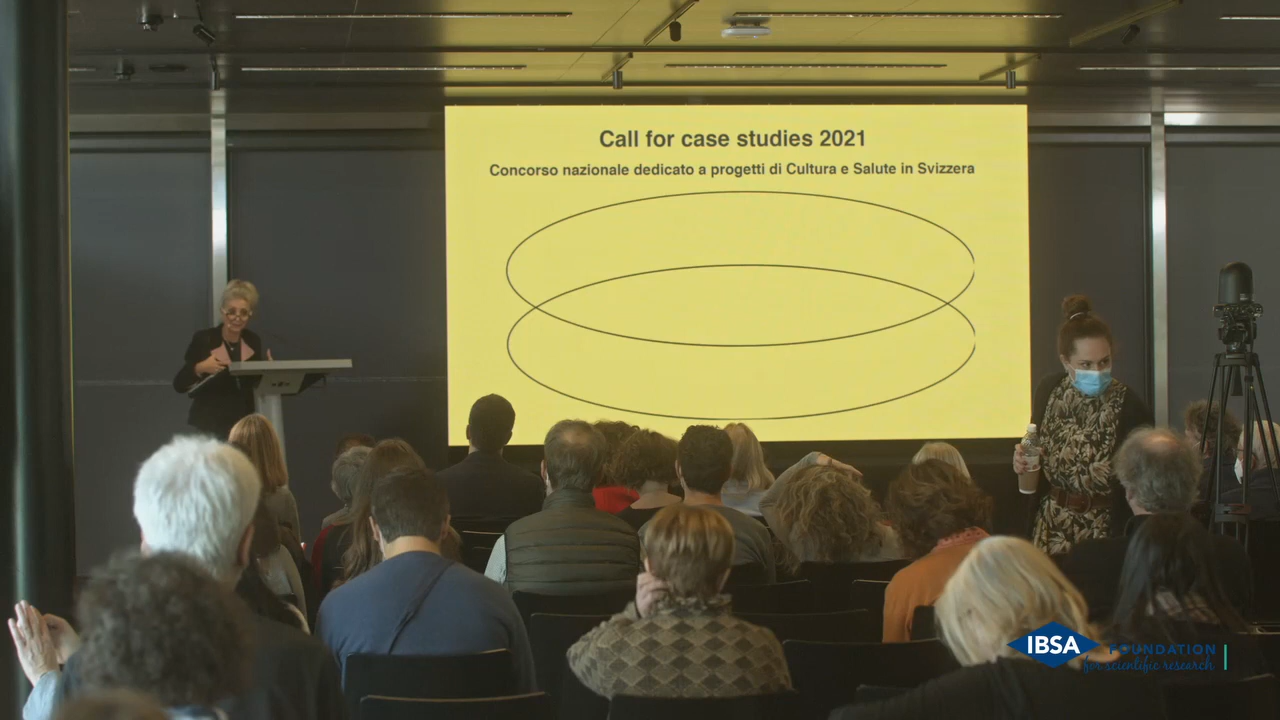 Call for case studies 2021
Concorso nazionale dedicato a progetti di Cultura e Salute in Svizzera
IBSA FOUNDATION
for scientific research